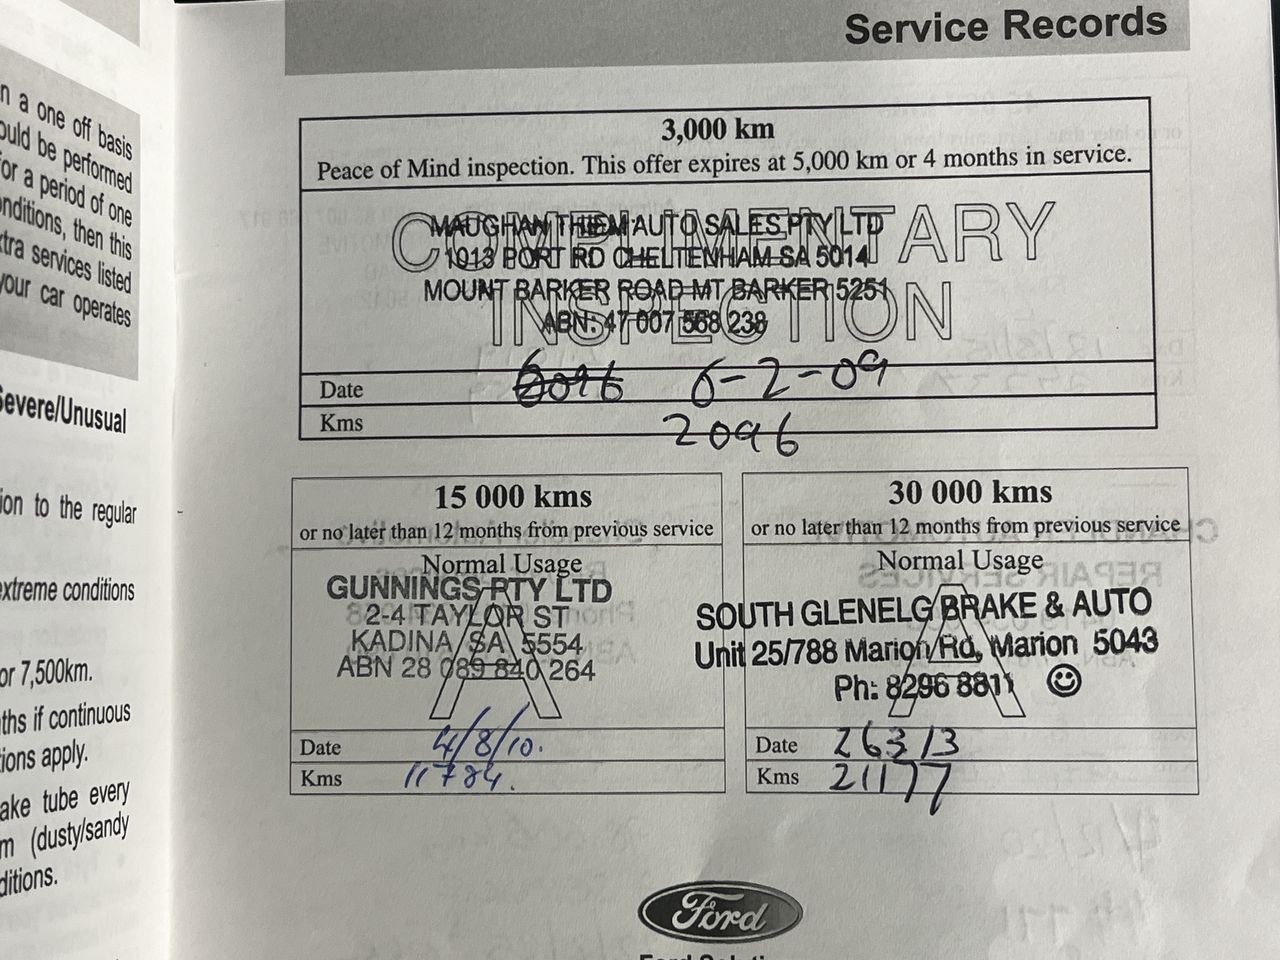 n a one off basis
ould be performed
for a period of one
onditions, then this
xtra services listed
your car operates
Severe/Unusual
ion to the regular
extreme conditions
or 7,500km.
ths if continuous
ions apply.
ake tube every
m (dusty/sandy
ditions.
Service Records
3,000 km
Peace of Mind inspection. This offer expires at 5,000 km or 4 months in service.
COMPLIMENTARY
INSPECTION
MAUGHAN THIEM AUTO SALES PTY LTD
1013 PORT RD CHELTENHAM SA 5014
MOUNT BARKER ROAD MT BARKER 5251
ABN: 47 007 568 238
Date 6-2-09
Kms 2096
15 000 kms
or no later than 12 months from previous service
Normal Usage
A
GUNNINGS PTY LTD
2-4 TAYLOR ST
KADINA SA 5554
ABN 28 089 840 264
Date 4/8/10.
Kms 11784.
30 000 kms
or no later than 12 months from previous service
Normal Usage
A
SOUTH GLENELG BRAKE & AUTO
Unit 25/788 Marion Rd, Marion 5043
Ph: 8296 8811 ☺
Date 26313
Kms 21177
Ford